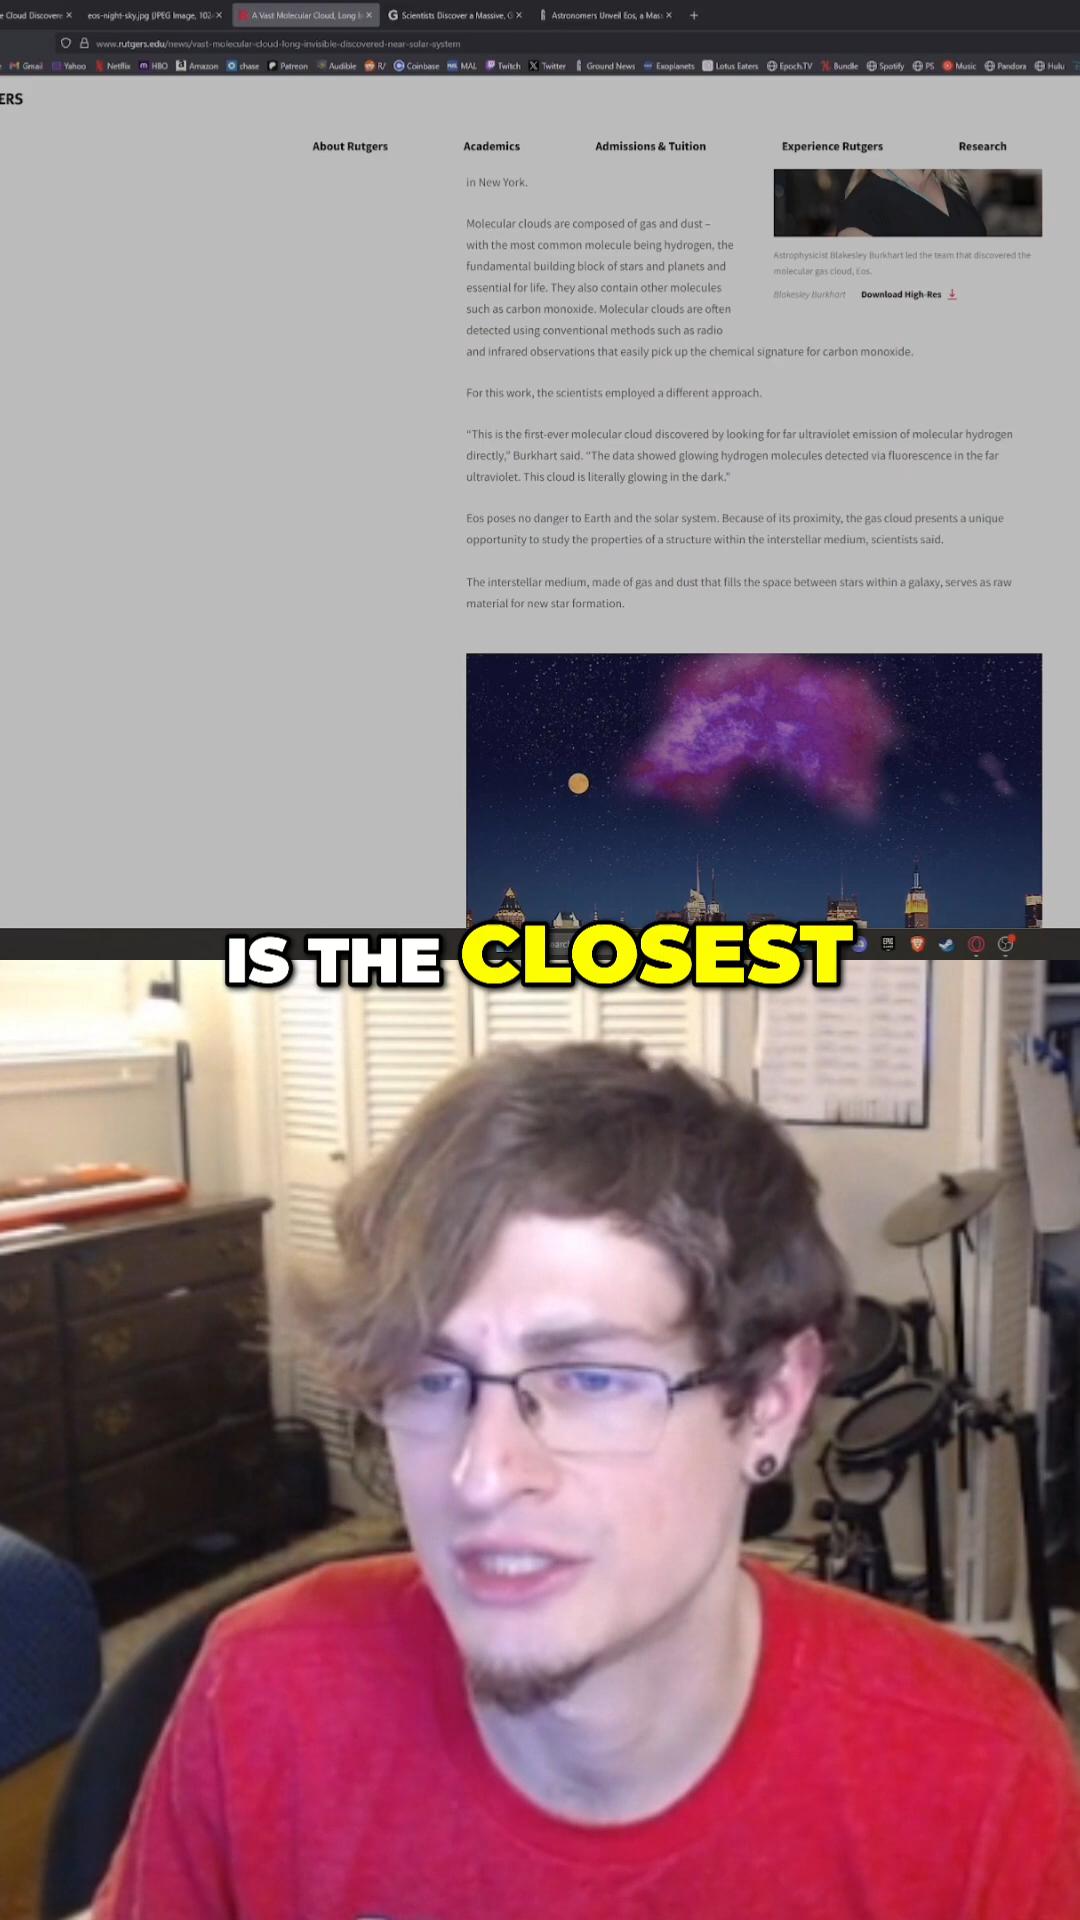 e Cloud Discovere ×
eos-night-sky.jpg (JPEG Image, 102 ×
A Vast Molecular Cloud, Long I ×
Scientists Discover a Massive, G ×
Astronomers Unveil Eos, a Mass ×
www.rutgers.edu/news/vast-molecular-cloud-long-invisible-discovered-near-solar-system
Gmail Yahoo Netflix HBO Amazon chase Patreon Audible R/ Coinbase MAL Twitch Twitter Ground News Exoplanets Lotus Eaters EpochTV Bundle Spotify PS Music Pandora Hulu
ERS
About Rutgers Academics Admissions & Tuition Experience Rutgers Research
in New York.
Molecular clouds are composed of gas and dust –
with the most common molecule being hydrogen, the
fundamental building block of stars and planets and
essential for life. They also contain other molecules
such as carbon monoxide. Molecular clouds are often
detected using conventional methods such as radio
and infrared observations that easily pick up the chemical signature for carbon monoxide.
Astrophysicist Blakesley Burkhart led the team that discovered the
molecular gas cloud, Eos.
Blakesley Burkhart Download High-Res
For this work, the scientists employed a different approach.
“This is the first-ever molecular cloud discovered by looking for far ultraviolet emission of molecular hydrogen
directly,” Burkhart said. “The data showed glowing hydrogen molecules detected via fluorescence in the far
ultraviolet. This cloud is literally glowing in the dark.”
Eos poses no danger to Earth and the solar system. Because of its proximity, the gas cloud presents a unique
opportunity to study the properties of a structure within the interstellar medium, scientists said.
The interstellar medium, made of gas and dust that fills the space between stars within a galaxy, serves as raw
material for new star formation.
IS THE CLOSEST